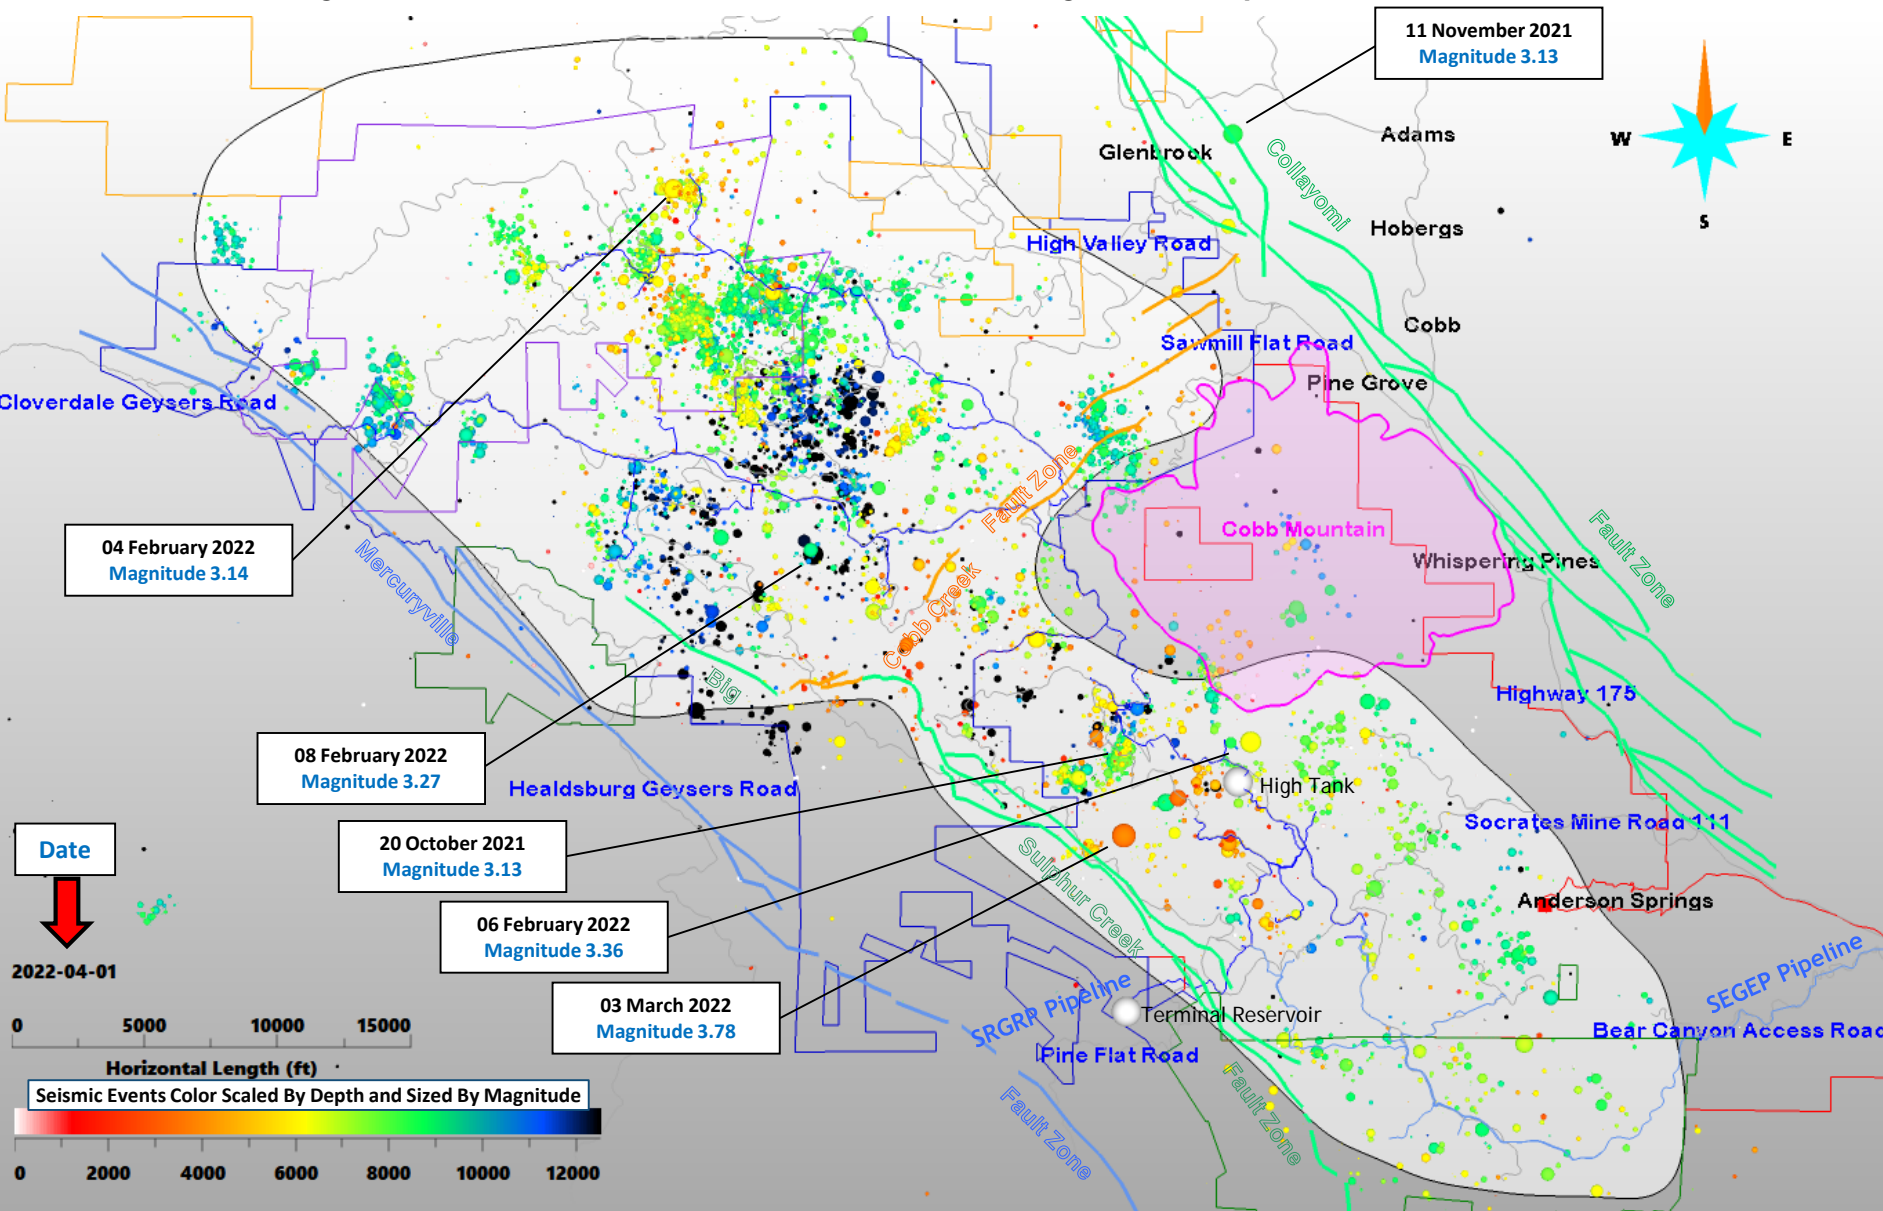 11 November 2021
Magnitude 3.13
W
E
S
Adams
Glenbrook
Collayomi
Hobergs
High Valley Road
Cobb
Sawmill Flat Road
Pine Grove
Cloverdale Geysers Road
Fault Zone
Cobb Mountain
Whispering Pines
Fault Zone
04 February 2022
Magnitude 3.14
Mercuryville
Cobb Creek
Big
Highway 175
08 February 2022
Magnitude 3.27
Healdsburg Geysers Road
High Tank
Socrates Mine Road 111
20 October 2021
Magnitude 3.13
Date
Sulphur Creek
Anderson Springs
06 February 2022
Magnitude 3.36
2022-04-01
03 March 2022
Magnitude 3.78
SRGRP Pipeline
Terminal Reservoir
SEGEP Pipeline
Bear Canyon Access Road
Pine Flat Road
0 5000 10000 15000
Horizontal Length (ft)
Fault Zone
Fault Zone
Seismic Events Color Scaled By Depth and Sized By Magnitude
0 2000 4000 6000 8000 10000 12000